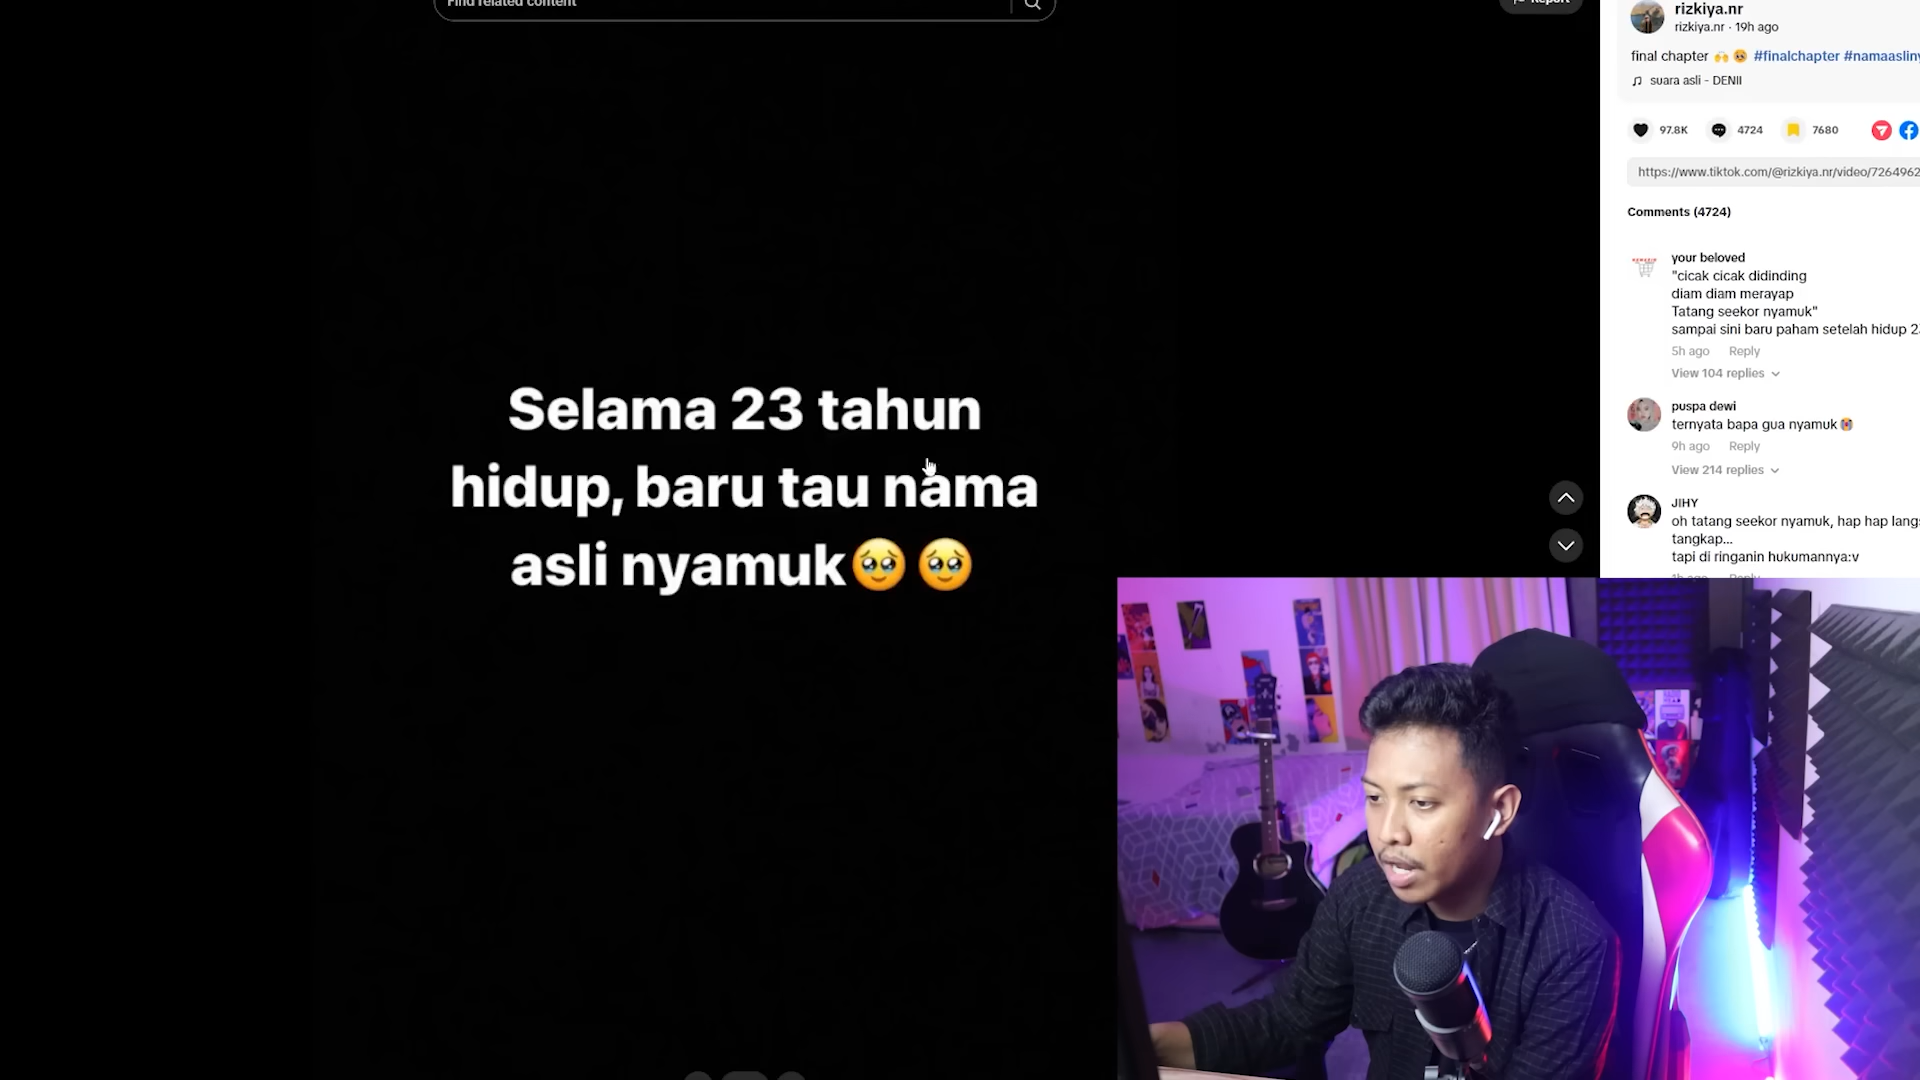 Find related content
Report
Selama 23 tahun
hidup, baru tau nama
asli nyamuk🥹🥹
rizkiya.nr
rizkiya.nr · 19h ago
final chapter 🙌 🥹 #finalchapter
suara asli - DENII
97.8K
4724
7680
https://www.tiktok.com/@rizkiya.nr/video/7264962
Comments (4724)
your beloved
"cicak cicak didinding
diam diam merayap
Tatang seekor nyamuk"
sampai sini baru paham setelah hidup
5h ago Reply
View 104 replies
puspa dewi
ternyata bapa gua nyamuk😭
9h ago Reply
View 214 replies
JIHY
oh tatang seekor nyamuk, hap hap
tangkap...
tapi di ringanin hukumannya:v
1h ago Reply